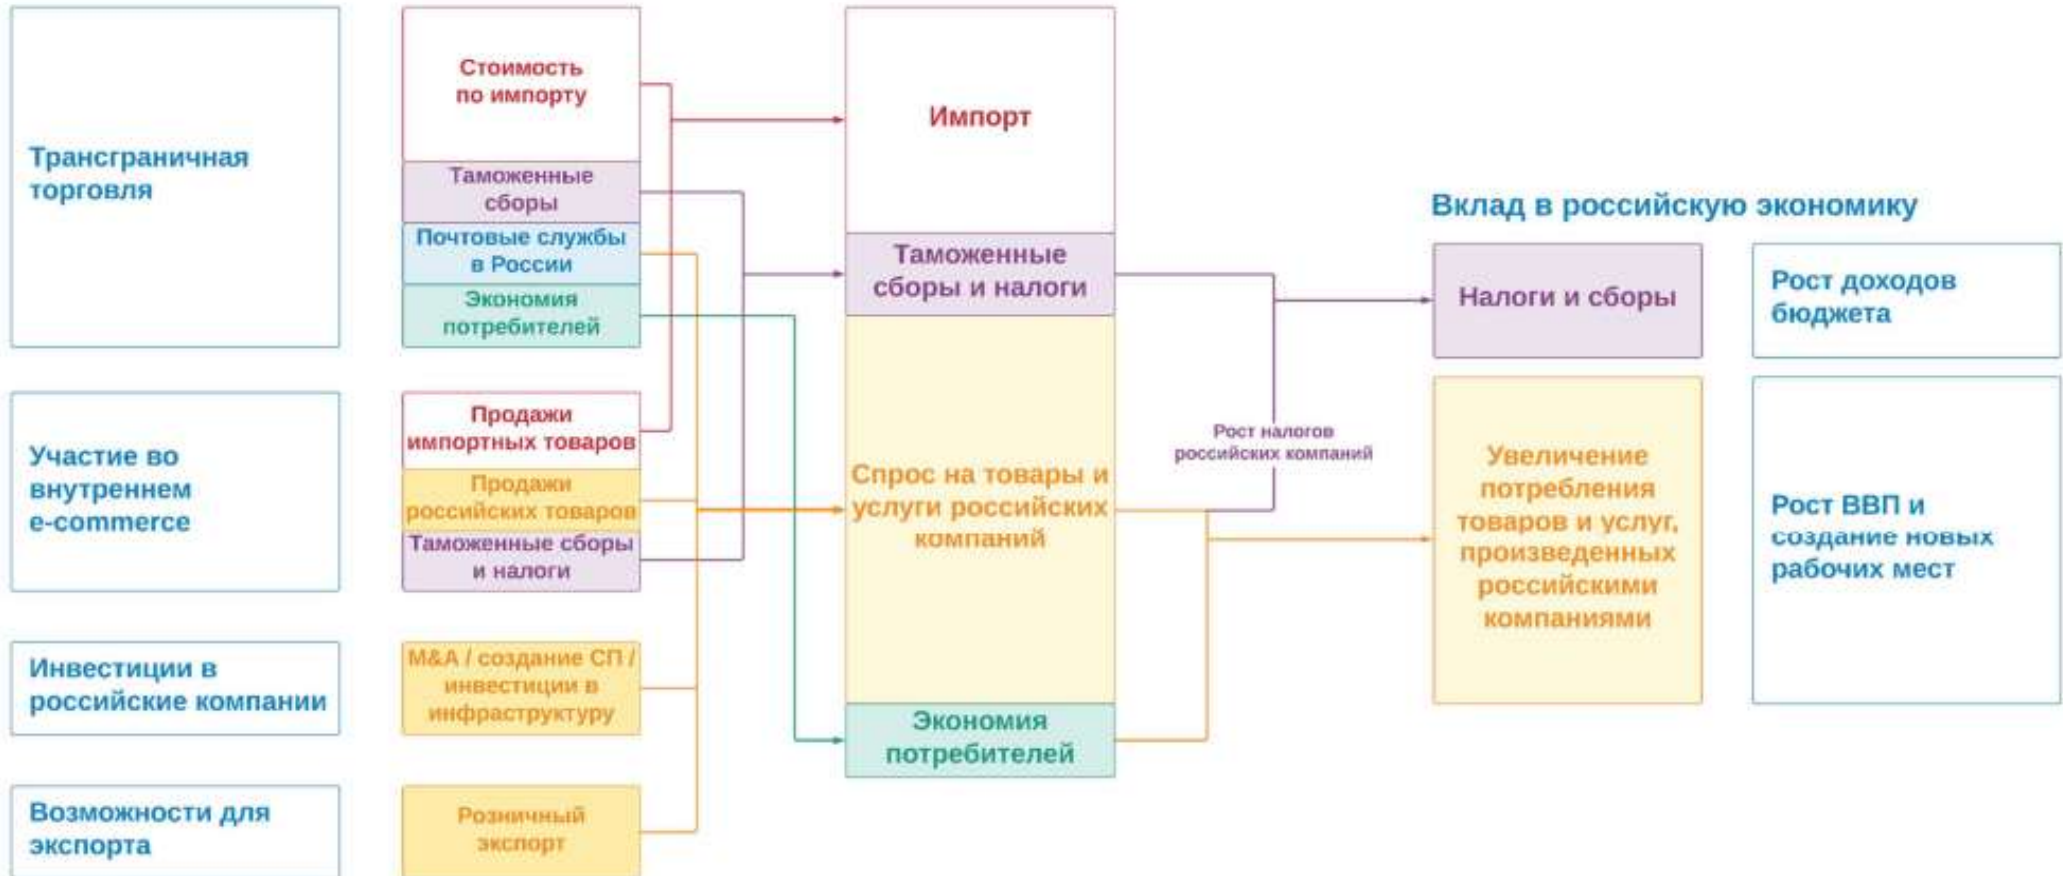 Трансграничная
торговля
Стоимость
по импорту
Таможенные
сборы
Почтовые службы
в России
Экономия
потребителей
Участие во
внутреннем
e-commerce
Продажи
импортных товаров
Продажи
российских товаров
Таможенные сборы
и налоги
Инвестиции в
российские компании
M&A / создание СП /
инвестиции в
инфраструктуру
Возможности для
экспорта
Розничный
экспорт
Импорт
Таможенные
сборы и налоги
Спрос на товары и
услуги российских
компаний
Экономия
потребителей
Рост налогов
российских компаний
Вклад в российскую экономику
Налоги и сборы
Рост доходов
бюджета
Увеличение
потребления
товаров и услуг,
произведенных
российскими
компаниями
Рост ВВП и
создание новых
рабочих мест